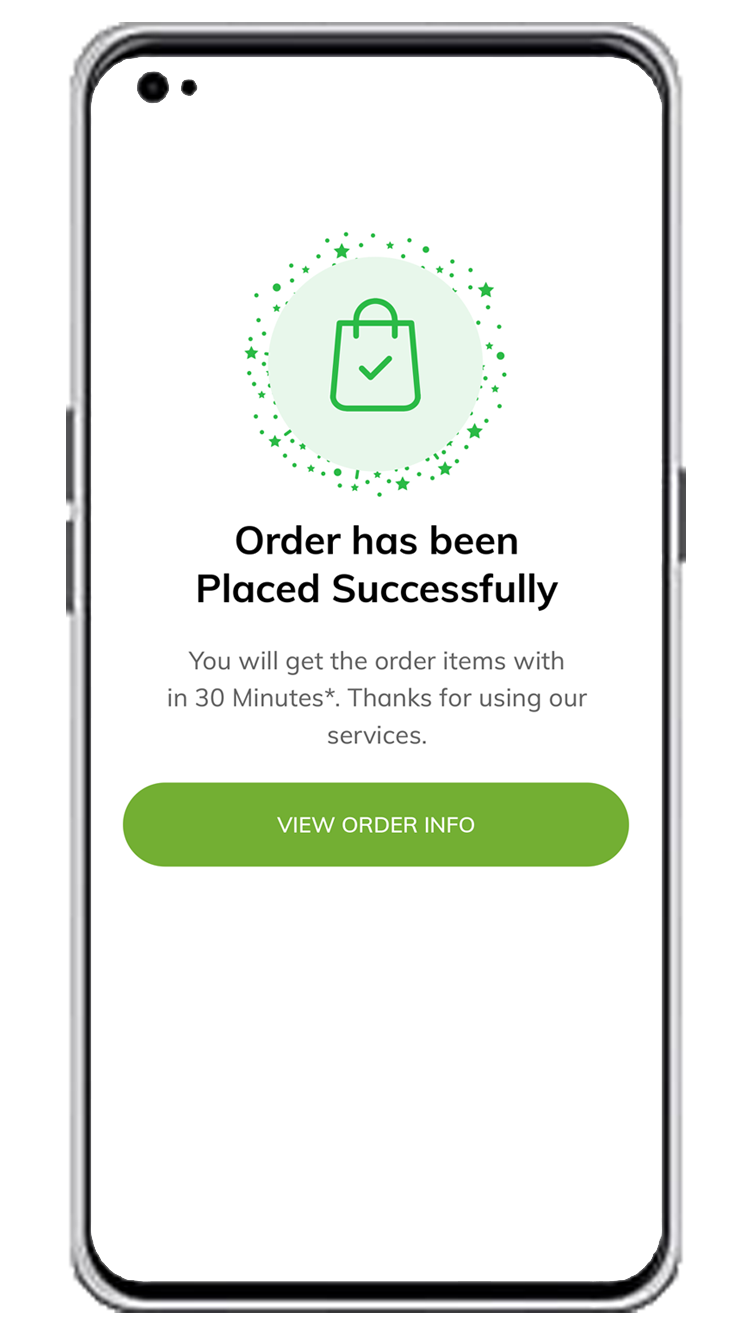 Order has been
Placed Successfully
You will get the order items with
in 30 Minutes*. Thanks for using our
services.
VIEW ORDER INFO